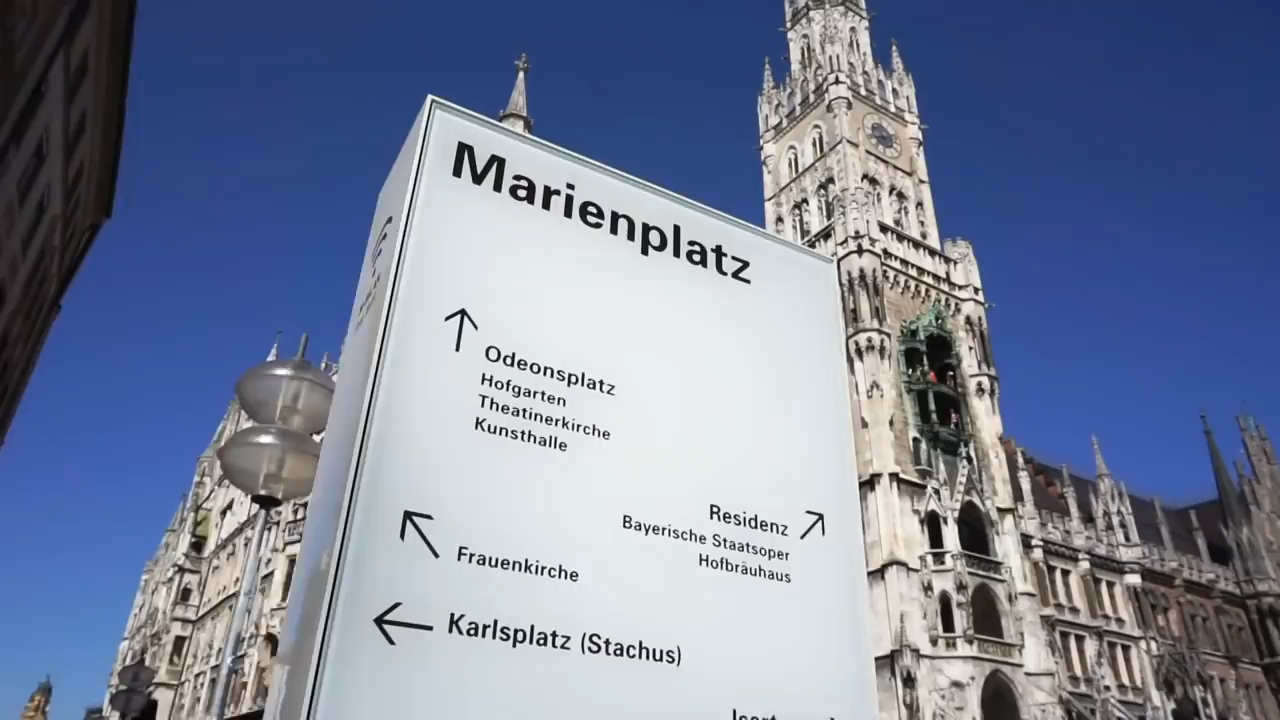 Marienplatz
Odeonsplatz
Hofgarten
Theatinerkirche
Kunsthalle
Residenz
Bayerische Staatsoper
Hofbräuhaus
Frauenkirche
Karlsplatz (Stachus)